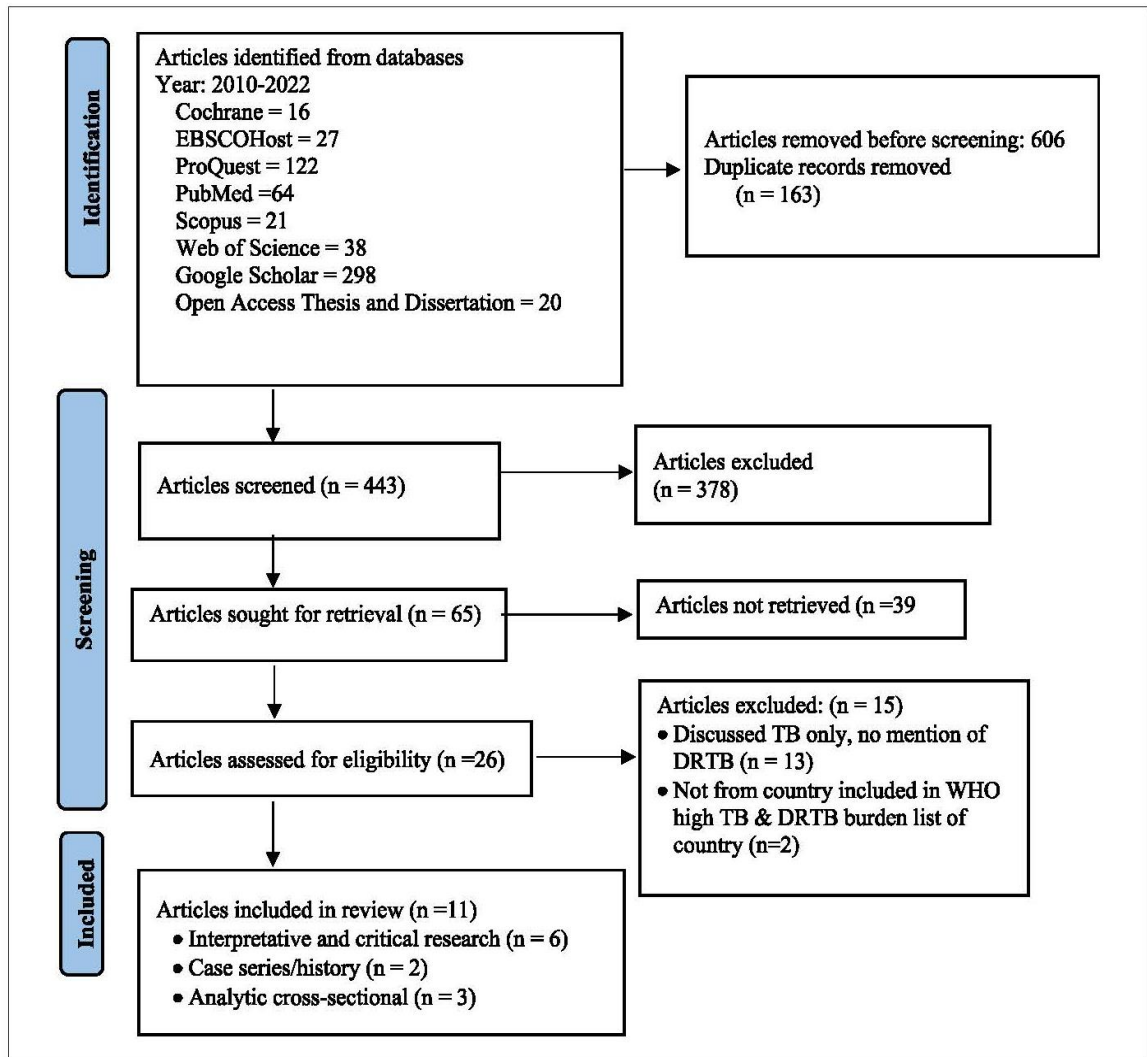 Identification
Articles identified from databases
Year: 2010-2022
Cochrane = 16
EBSCOHost = 27
ProQuest = 122
PubMed =64
Scopus = 21
Web of Science = 38
Google Scholar = 298
Open Access Thesis and Dissertation = 20
Articles removed before screening: 606
Duplicate records removed
(n = 163)
Screening
Articles screened (n = 443)
Articles excluded
(n = 378)
Articles sought for retrieval (n = 65)
Articles not retrieved (n =39
Articles assessed for eligibility (n =26)
Articles excluded: (n = 15)
• Discussed TB only, no mention of
DRTB (n = 13)
• Not from country included in WHO
high TB & DRTB burden list of
country (n=2)
Included
Articles included in review (n =11)
• Interpretative and critical research (n = 6)
• Case series/history (n = 2)
• Analytic cross-sectional (n = 3)